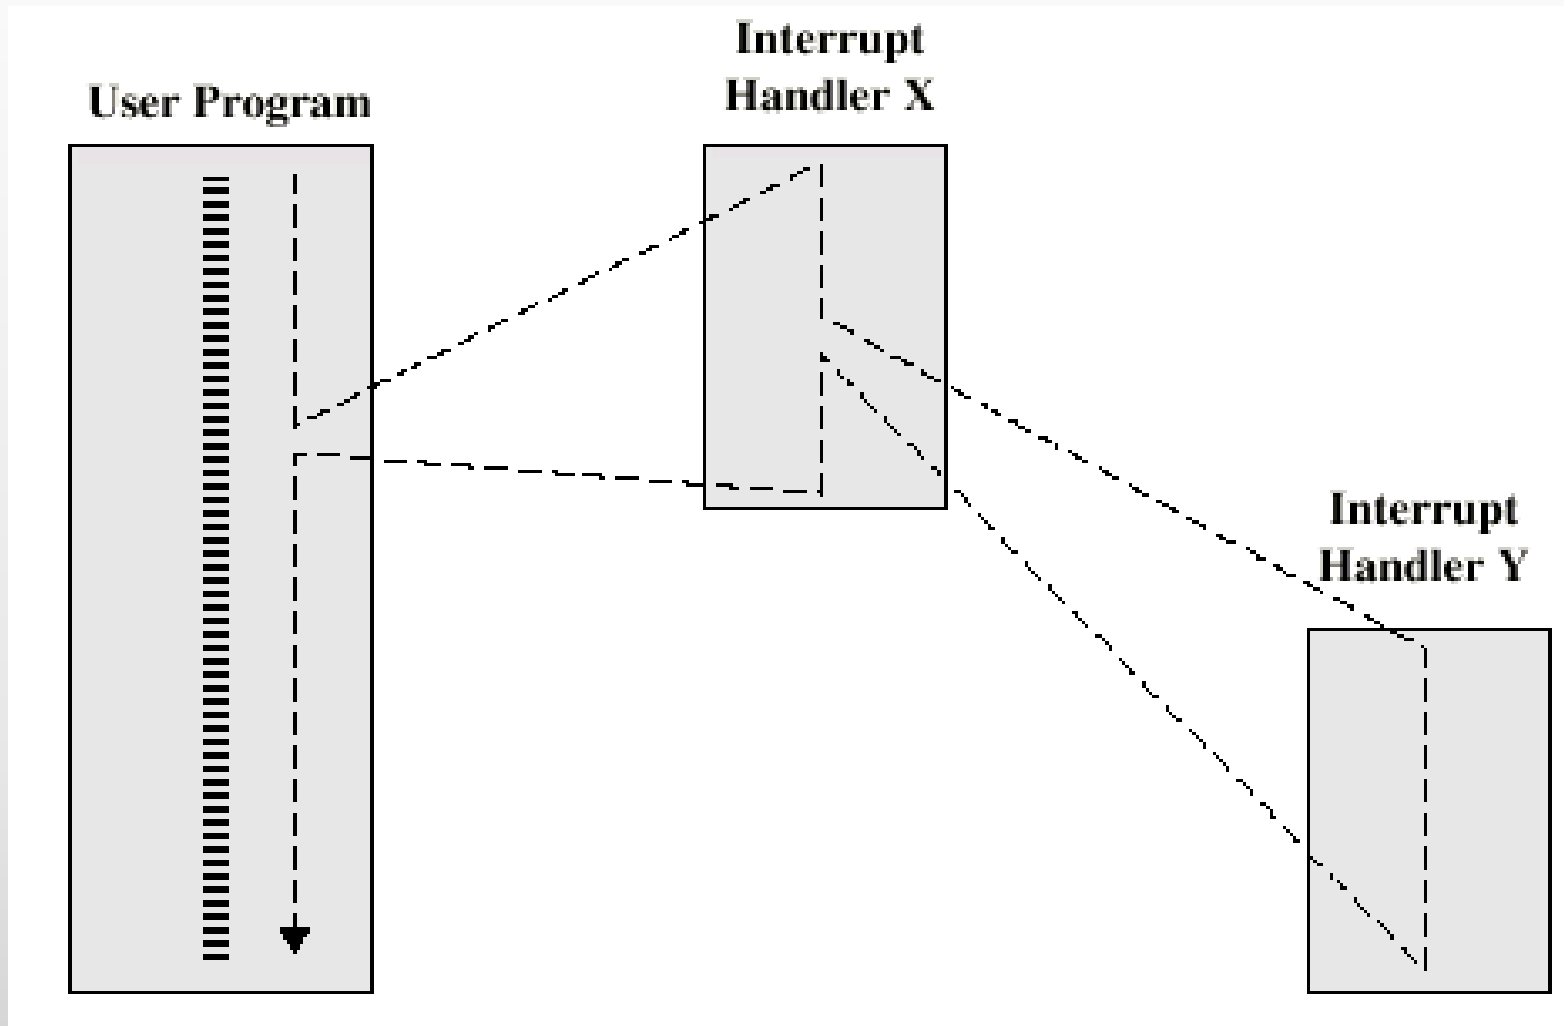 User Program
Interrupt
Handler X
Interrupt
Handler Y